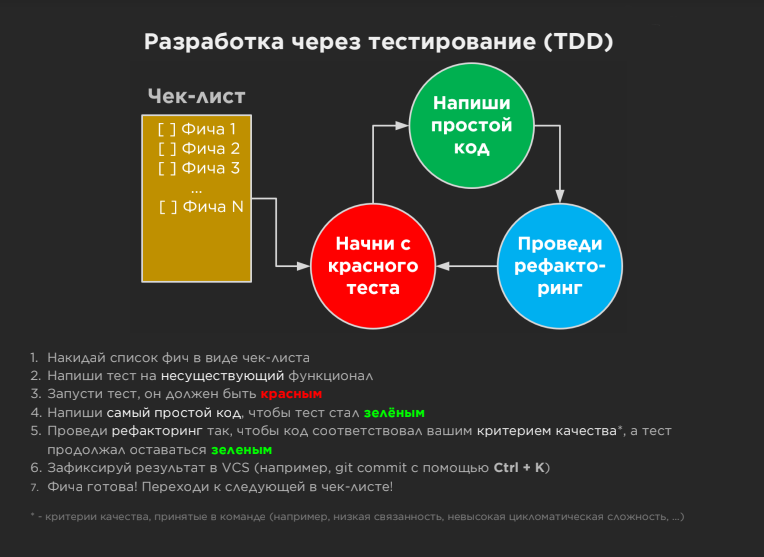 Разработка через тестирование (TDD)
Чек-лист
[ ] Фича 1
[ ] Фича 2
[ ] Фича 3
...
[ ] Фича N
Напиши
простой
код
Начни с
красного
теста
Проведи
рефакто-
ринг
1. Накидай список фич в виде чек-листа
2. Напиши тест на несуществующий функционал
3. Запусти тест, он должен быть красным
4. Напиши самый простой код, чтобы тест стал зелёным
5. Проведи рефакторинг так, чтобы код соответствовал вашим критерием качества*, а тест
продолжал оставаться зеленым
6. Зафиксируй результат в VCS (например, git commit с помощью Ctrl + K)
7. Фича готова! Переходи к следующей в чек-листе!
* - критерии качества, принятые в команде (например, низкая связанность, невысокая цикломатическая сложность, ...)